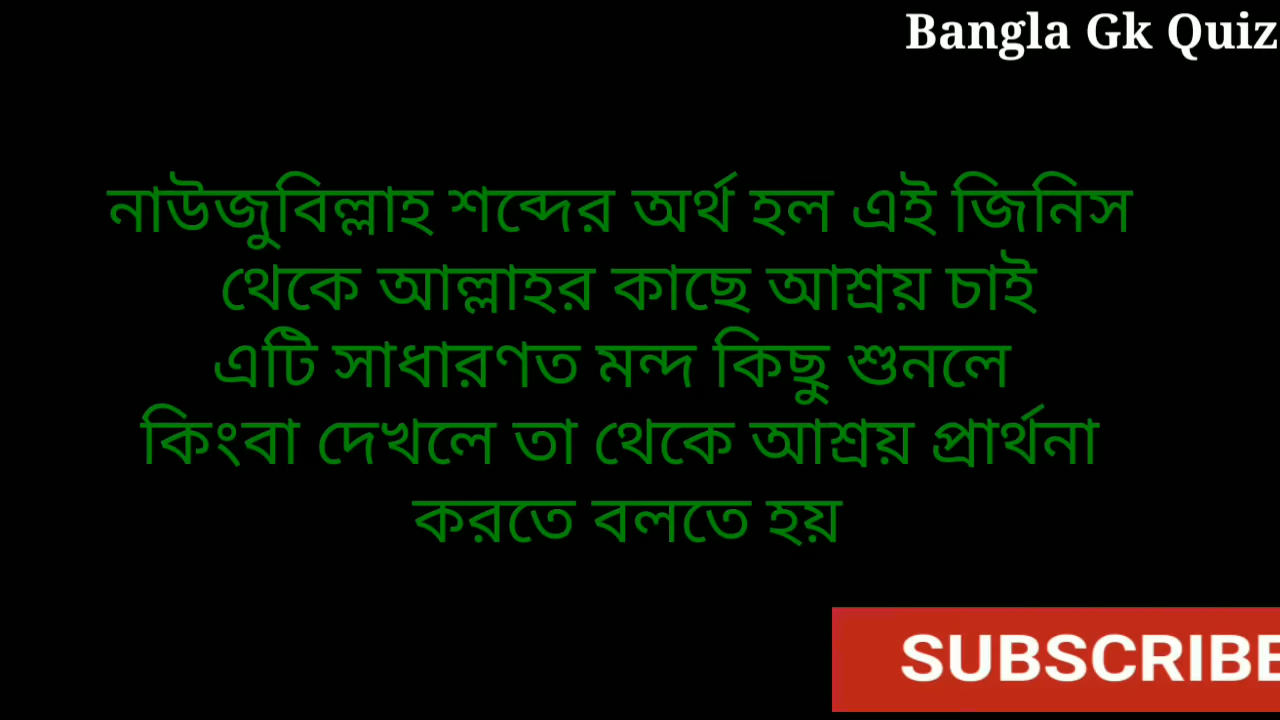 Bangla Gk Quiz
নাউজুবিল্লাহ শব্দের অর্থ হল এই জিনিস
থেকে আল্লাহর কাছে আশ্রয় চাই
এটি সাধারণত মন্দ কিছু শুনলে
কিংবা দেখলে তা থেকে আশ্রয় প্রার্থনা
করতে বলতে হয়
SUBSCRIBE